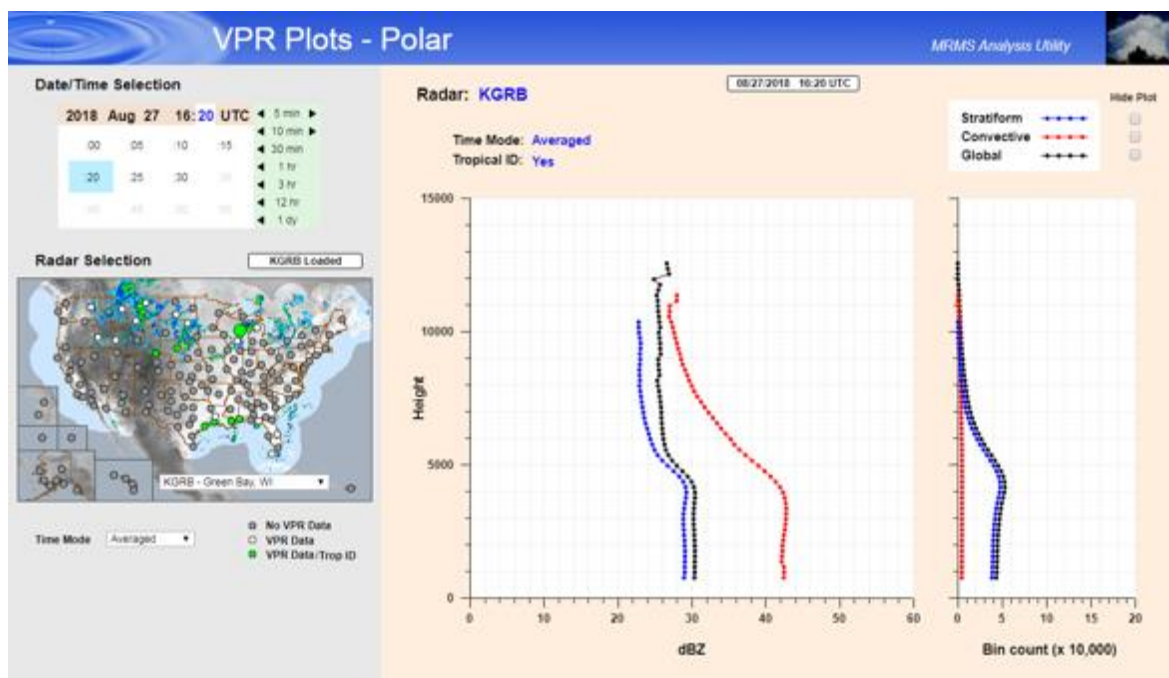 VPR Plots - Polar
MRMS Analysis Utility
Date/Time Selection
2018 Aug 27 16:20 UTC
5 min
00 05 10 15
10 min
30 min
1 hr
20 25 30
3 hr
12 hr
1 dy
Radar Selection
KGRB Loaded
KGRB - Green Bay, WI
Time Mode
Averaged
No VPR Data
VPR Data
VPR Data/Trop ID
Radar: KGRB
08/27/2018 16:20 UTC
Time Mode: Averaged
Tropical ID: Yes
Hide Plot
Stratiform
Convective
Global
15000
10000
5000
0
Height
0 10 20 30 40 50 60
dBZ
0 5 10 15 20
Bin count (x 10,000)